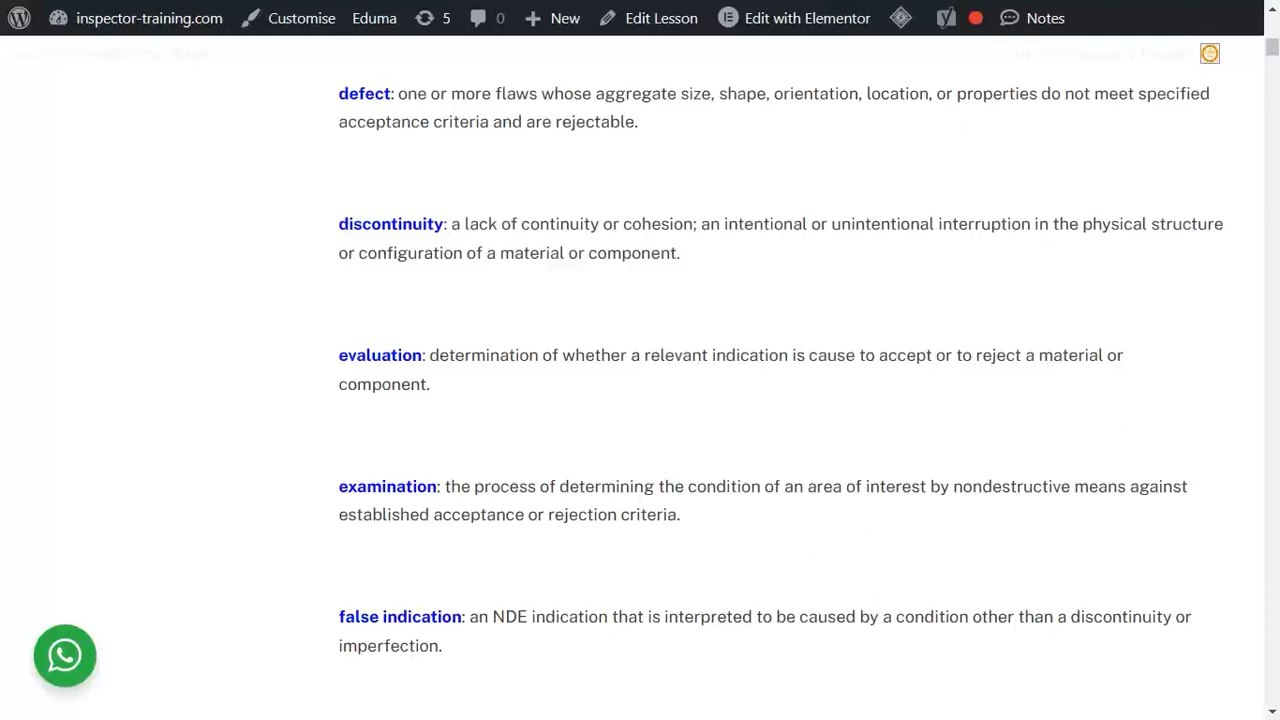 inspector-training.com Customise Eduma 5 0 New Edit Lesson Edit with Elementor Notes
defect: one or more flaws whose aggregate size, shape, orientation, location, or properties do not meet specified
acceptance criteria and are rejectable.
discontinuity: a lack of continuity or cohesion; an intentional or unintentional interruption in the physical structure
or configuration of a material or component.
evaluation: determination of whether a relevant indication is cause to accept or to reject a material or
component.
examination: the process of determining the condition of an area of interest by nondestructive means against
established acceptance or rejection criteria.
false indication: an NDE indication that is interpreted to be caused by a condition other than a discontinuity or
imperfection.